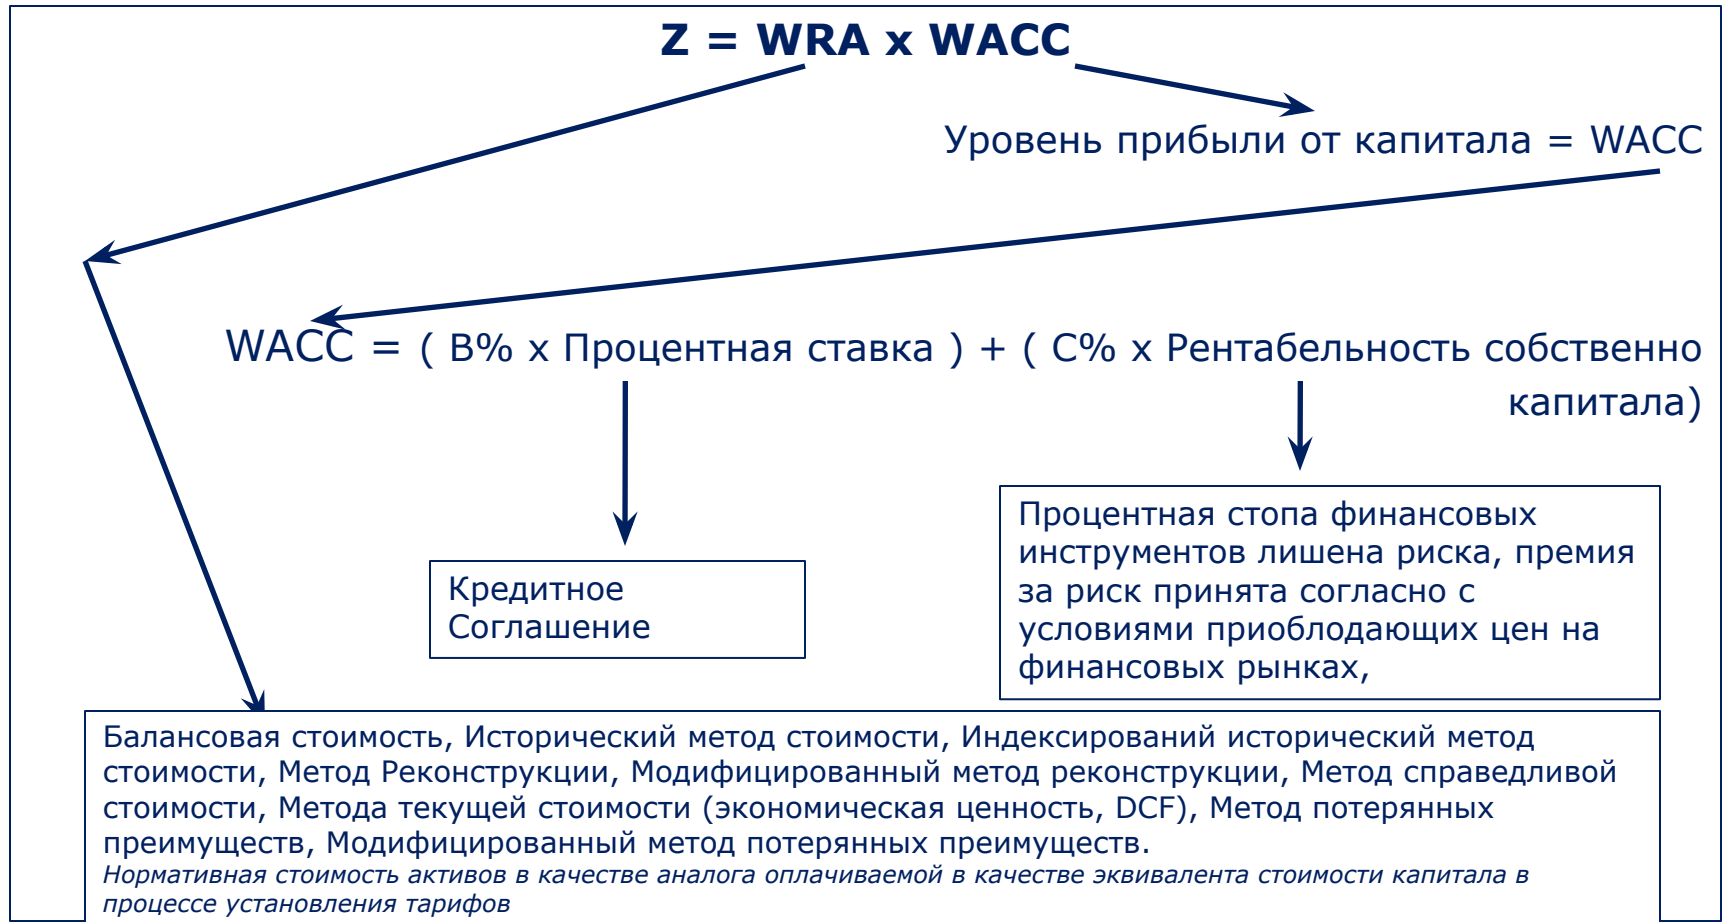 Z = WRA x WACC
Уровень прибыли от капитала = WACC
WACC = ( B% x Процентная ставка ) + ( C% x Рентабельность собственно
капитала)
Кредитное
Соглашение
Процентная стопа финансовых
инструментов лишена риска, премия
за риск принята согласно с
условиями приоблодающих цен на
финансовых рынках,
Балансовая стоимость, Исторический метод стоимости, Индексирований исторический метод
стоимости, Метод Реконструкции, Модифицированный метод реконструкции, Метод справедливой
стоимости, Метода текущей стоимости (экономическая ценность, DCF), Метод потерянных
преимуществ, Модифицированный метод потерянных преимуществ.
Нормативная стоимость активов в качестве аналога оплачиваемой в качестве эквивалента стоимости капитала в
процессе установления тарифов